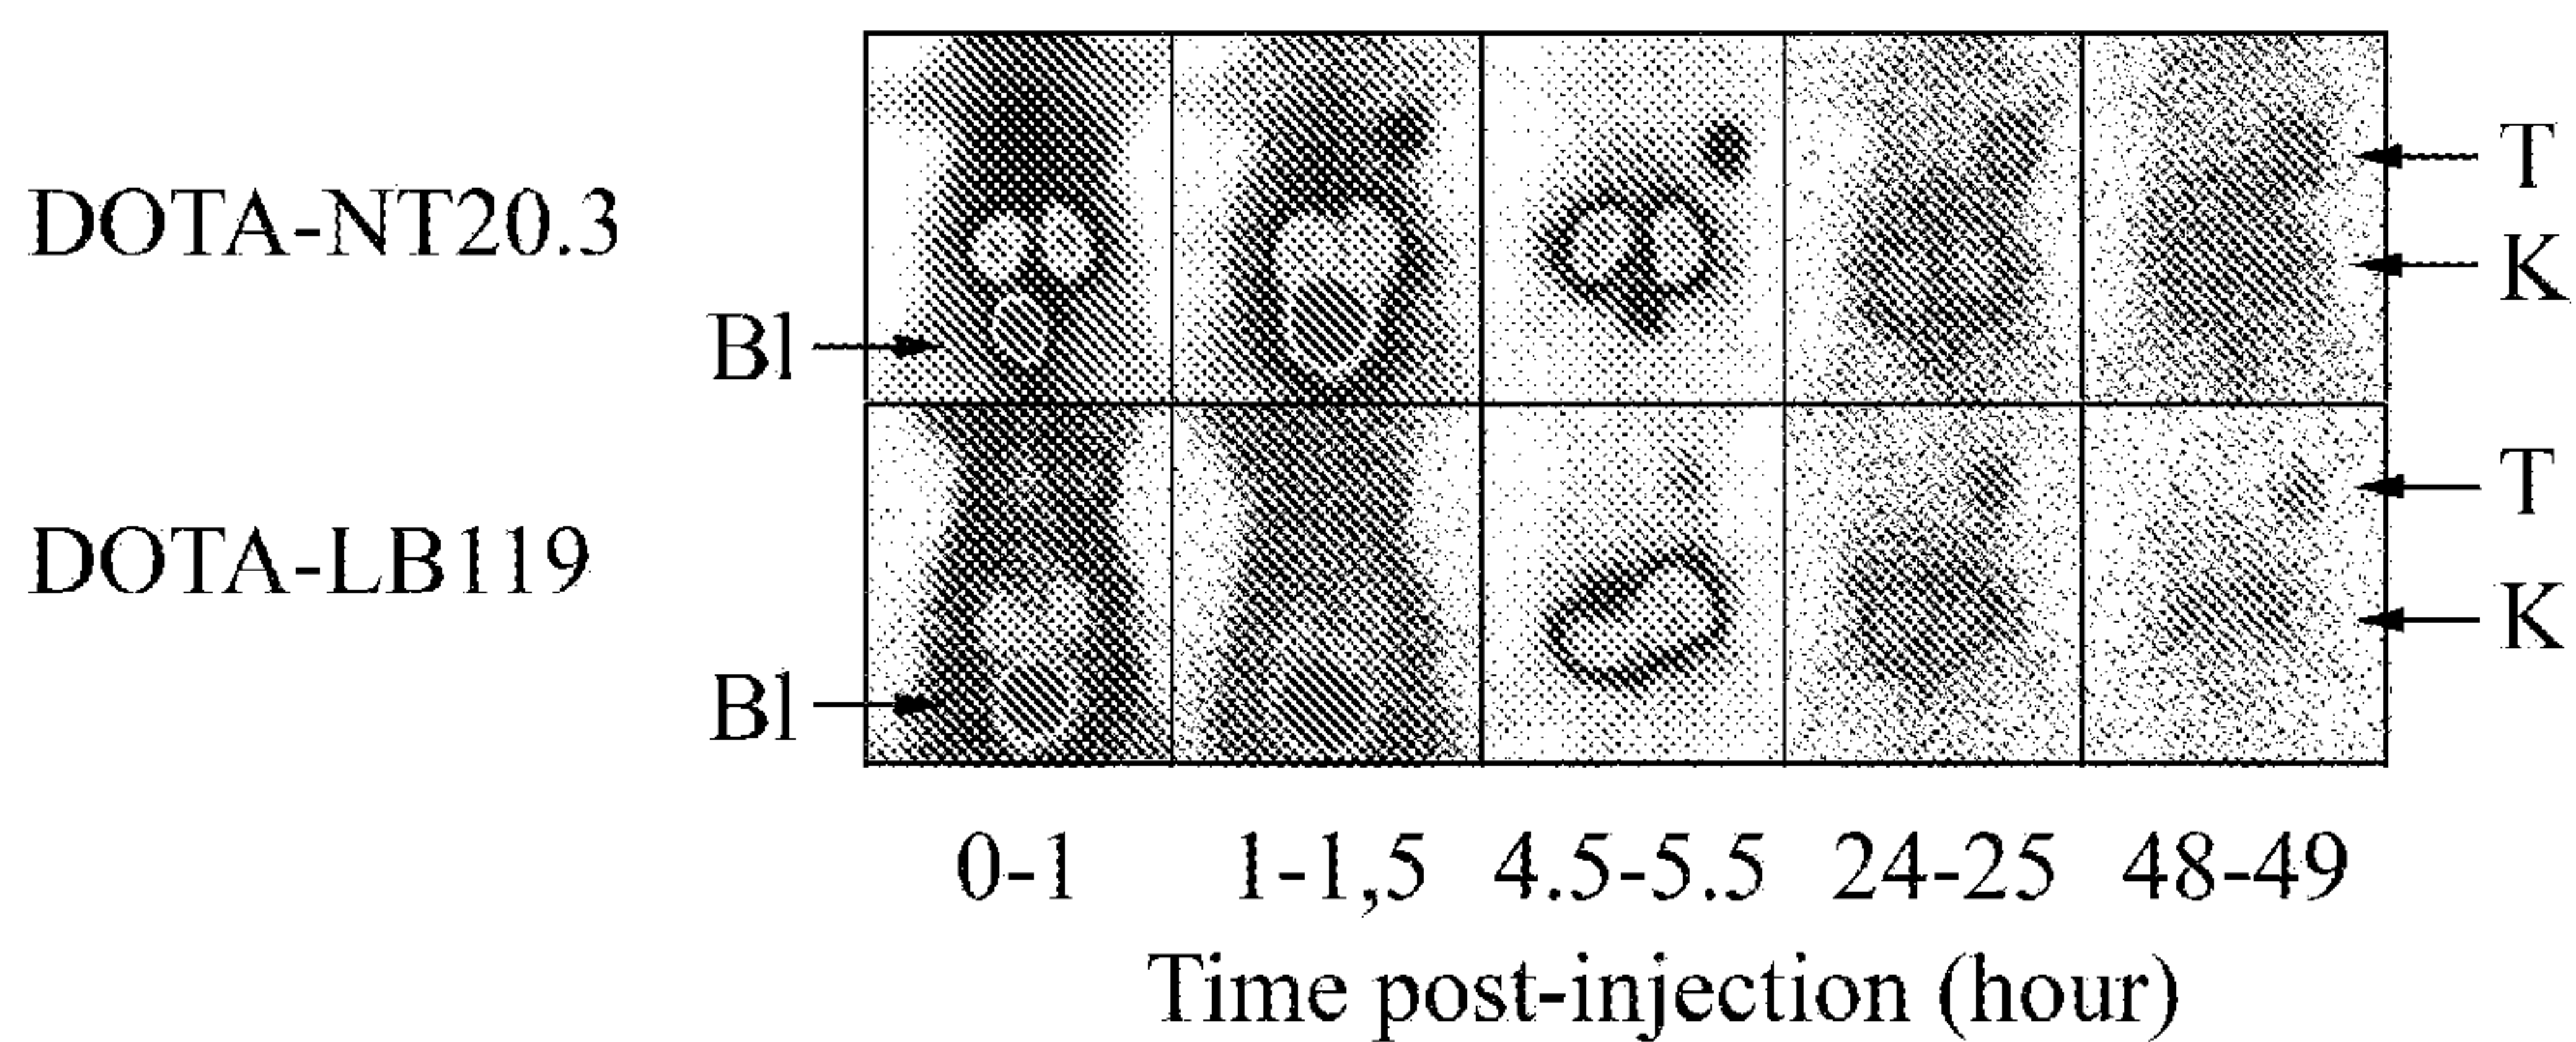 DOTA-NT20.3
Bl
T
K
DOTA-LB119
Bl
T
K
0-1 1-1,5 4.5-5.5 24-25 48-49
Time post-injection (hour)